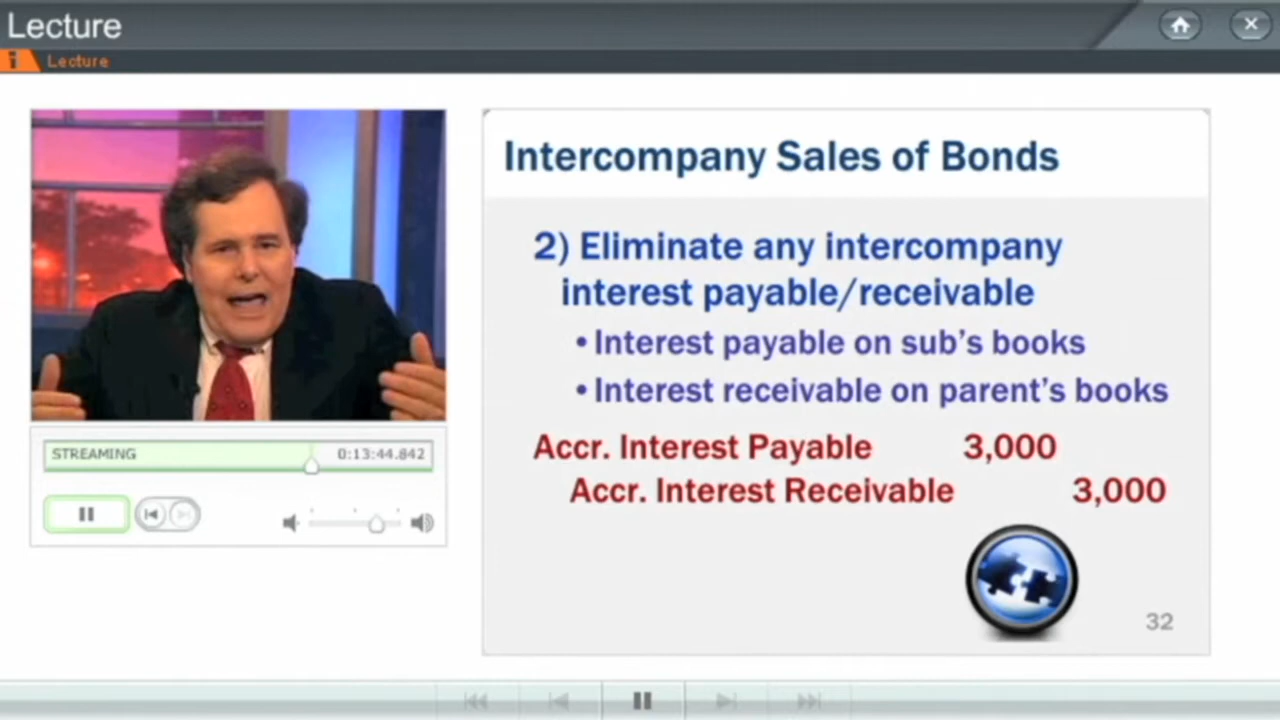 Lecture
i Lecture
STREAMING 0:13:44.842
Intercompany Sales of Bonds
2) Eliminate any intercompany
interest payable/receivable
• Interest payable on sub's books
• Interest receivable on parent's books
Accr. Interest Payable 3,000
Accr. Interest Receivable 3,000
32